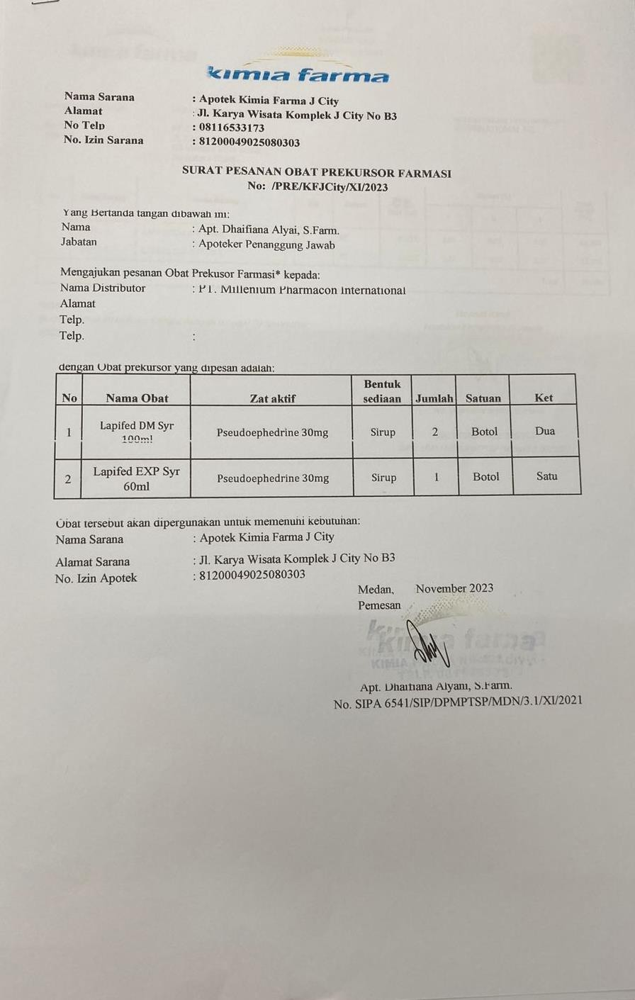 kimia farma
Nama Sarana : Apotek Kimia Farma J City
Alamat : Jl. Karya Wisata Komplek J City No B3
No Telp : 08116533173
No. Izin Sarana : 81200049025080303
SURAT PESANAN OBAT PREKURSOR FARMASI
No: /PRE/KFJCity/XI/2023
Yang Bertanda tangan dibawah ini:
Nama : Apt. Dhaifiana Alyai, S.Farm.
Jabatan : Apoteker Penanggung Jawab
Mengajukan pesanan Obat Prekusor Farmasi* kepada:
Nama Distributor : PT. Millenium Pharmacon International
Alamat
Telp.
Telp. :
dengan Obat prekursor yang dipesan adalah:
No Nama Obat Zat aktif Bentuk sediaan Jumlah Satuan Ket
1 Lapifed DM Syr 100ml Pseudoephedrine 30mg Sirup 2 Botol Dua
2 Lapifed EXP Syr 60ml Pseudoephedrine 30mg Sirup 1 Botol Satu
Obat tersebut akan dipergunakan untuk memenuhi kebutuhan:
Nama Sarana : Apotek Kimia Farma J City
Alamat Sarana : Jl. Karya Wisata Komplek J City No B3
No. Izin Apotek : 81200049025080303
Medan, November 2023
Pemesan
kimia farma
KIMIA
Apt. Dhaifiana Alyani, S.Farm.
No. SIPA 6541/SIP/DPMPTSP/MDN/3.1/XI/2021